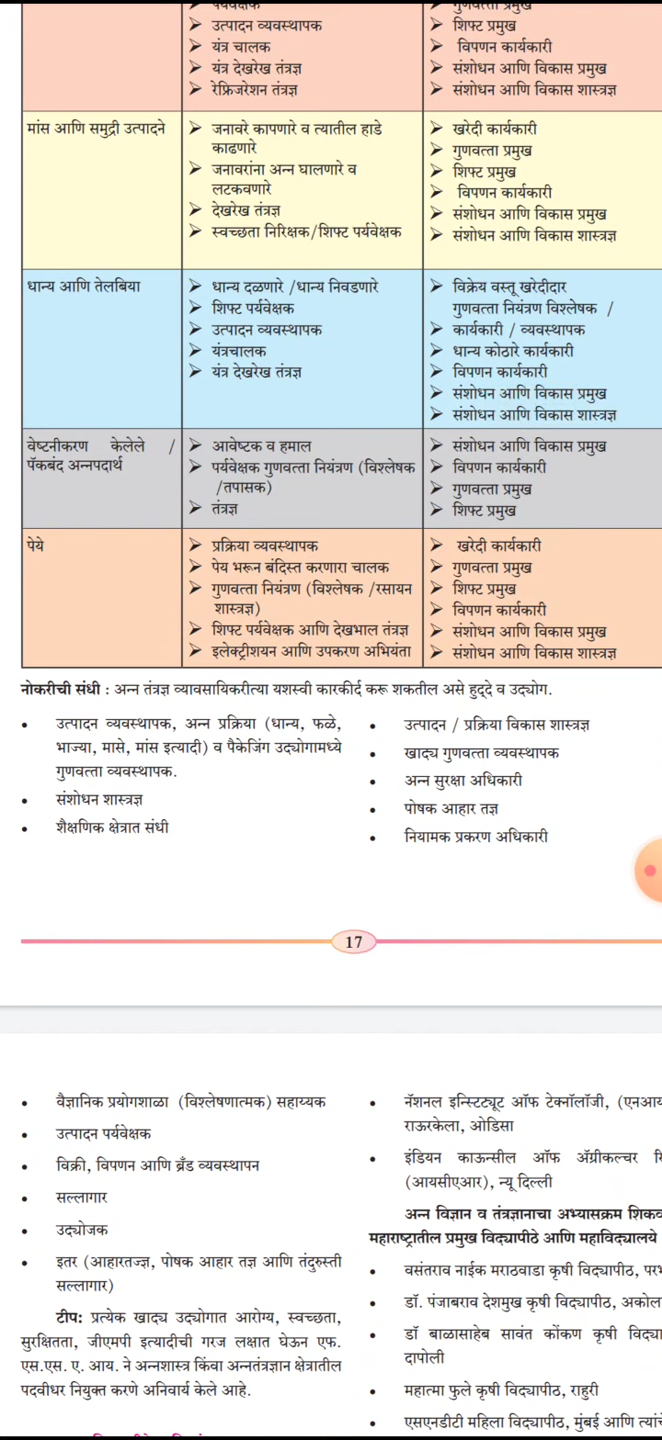 पर्यवेक्षक
➤ उत्पादन व्यवस्थापक
➤ यंत्र चालक
➤ यंत्र देखरेख तंत्रज्ञ
➤ रेफ्रिजरेशन तंत्रज्ञ
गुणवत्ता प्रमुख
➤ शिफ्ट प्रमुख
➤ विपणन कार्यकारी
➤ संशोधन आणि विकास प्रमुख
➤ संशोधन आणि विकास शास्त्रज्ञ
मांस आणि समुद्री उत्पादने
➤ जनावरे कापणारे व त्यातील हाडे
काढणारे
➤ जनावरांना अन्न घालणारे व
लटकवणारे
➤ देखरेख तंत्रज्ञ
➤ स्वच्छता निरिक्षक/शिफ्ट पर्यवेक्षक
➤ खरेदी कार्यकारी
➤ गुणवत्ता प्रमुख
➤ शिफ्ट प्रमुख
➤ विपणन कार्यकारी
➤ संशोधन आणि विकास प्रमुख
➤ संशोधन आणि विकास शास्त्रज्ञ
धान्य आणि तेलबिया
➤ धान्य दळणारे /धान्य निवडणारे
➤ शिफ्ट पर्यवेक्षक
➤ उत्पादन व्यवस्थापक
➤ यंत्रचालक
➤ यंत्र देखरेख तंत्रज्ञ
➤ विक्रेय वस्तू खरेदीदार
गुणवत्ता नियंत्रण विश्लेषक /
➤ कार्यकारी / व्यवस्थापक
➤ धान्य कोठारे कार्यकारी
➤ विपणन कार्यकारी
➤ संशोधन आणि विकास प्रमुख
➤ संशोधन आणि विकास शास्त्रज्ञ
वेष्टनीकरण केलेले /
पॅकबंद अन्नपदार्थ
➤ आवेष्टक व हमाल
➤ पर्यवेक्षक गुणवत्ता नियंत्रण (विश्लेषक
/तपासक)
➤ तंत्रज्ञ
➤ संशोधन आणि विकास प्रमुख
➤ विपणन कार्यकारी
➤ गुणवत्ता प्रमुख
➤ शिफ्ट प्रमुख
पेये
➤ प्रक्रिया व्यवस्थापक
➤ पेय भरून बंदिस्त करणारा चालक
➤ गुणवत्ता नियंत्रण (विश्लेषक /रसायन
शास्त्रज्ञ)
➤ शिफ्ट पर्यवेक्षक आणि देखभाल तंत्रज्ञ
➤ इलेक्ट्रीशयन आणि उपकरण अभियंता
➤ खरेदी कार्यकारी
➤ गुणवत्ता प्रमुख
➤ शिफ्ट प्रमुख
➤ विपणन कार्यकारी
➤ संशोधन आणि विकास प्रमुख
➤ संशोधन आणि विकास शास्त्रज्ञ
नोकरीची संधी : अन्न तंत्रज्ञ व्यावसायिकरीत्या यशस्वी कारकीर्द करू शकतील असे हुद्दे व उद्योग.
• उत्पादन व्यवस्थापक, अन्न प्रक्रिया (धान्य, फळे,
भाज्या, मासे, मांस इत्यादी) व पैकेजिंग उद्योगामध्ये
गुणवत्ता व्यवस्थापक.
• संशोधन शास्त्रज्ञ
• शैक्षणिक क्षेत्रात संधी
• उत्पादन / प्रक्रिया विकास शास्त्रज्ञ
• खाद्य गुणवत्ता व्यवस्थापक
• अन्न सुरक्षा अधिकारी
• पोषक आहार तज्ञ
• नियामक प्रकरण अधिकारी
17
• वैज्ञानिक प्रयोगशाळा (विश्लेषणात्मक) सहाय्यक
• उत्पादन पर्यवेक्षक
• विक्री, विपणन आणि ब्रँड व्यवस्थापन
• सल्लागार
• उद्योजक
• इतर (आहारतज्ज्ञ, पोषक आहार तज्ञ आणि तंदुरुस्ती
सल्लागार)
टीप: प्रत्येक खाद्य उद्योगात आरोग्य, स्वच्छता,
सुरक्षितता, जीएमपी इत्यादीची गरज लक्षात घेऊन एफ.
एस.एस. ए. आय. ने अन्नशास्त्र किंवा अन्नतंत्रज्ञान क्षेत्रातील
पदवीधर नियुक्त करणे अनिवार्य केले आहे.
• नॅशनल इन्स्टिट्यूट ऑफ टेक्नॉलॉजी, (एनआय
राऊरकेला, ओडिसा
• इंडियन काऊन्सील ऑफ अ‍ॅग्रीकल्चर
(आयसीएआर), न्यू दिल्ली
अन्न विज्ञान व तंत्रज्ञानाचा अभ्यासक्रम शिकव
महाराष्ट्रातील प्रमुख विद्यापीठे आणि महाविद्यालये
• वसंतराव नाईक मराठवाडा कृषी विद्यापीठ, पर
• डॉ. पंजाबराव देशमुख कृषी विद्यापीठ, अकोल
• डॉ बाळासाहेब सावंत कोंकण कृषी विद्या
दापोली
• महात्मा फुले कृषी विद्यापीठ, राहुरी
• एसएनडीटी महिला विद्यापीठ, मुंबई आणि त्यांचे